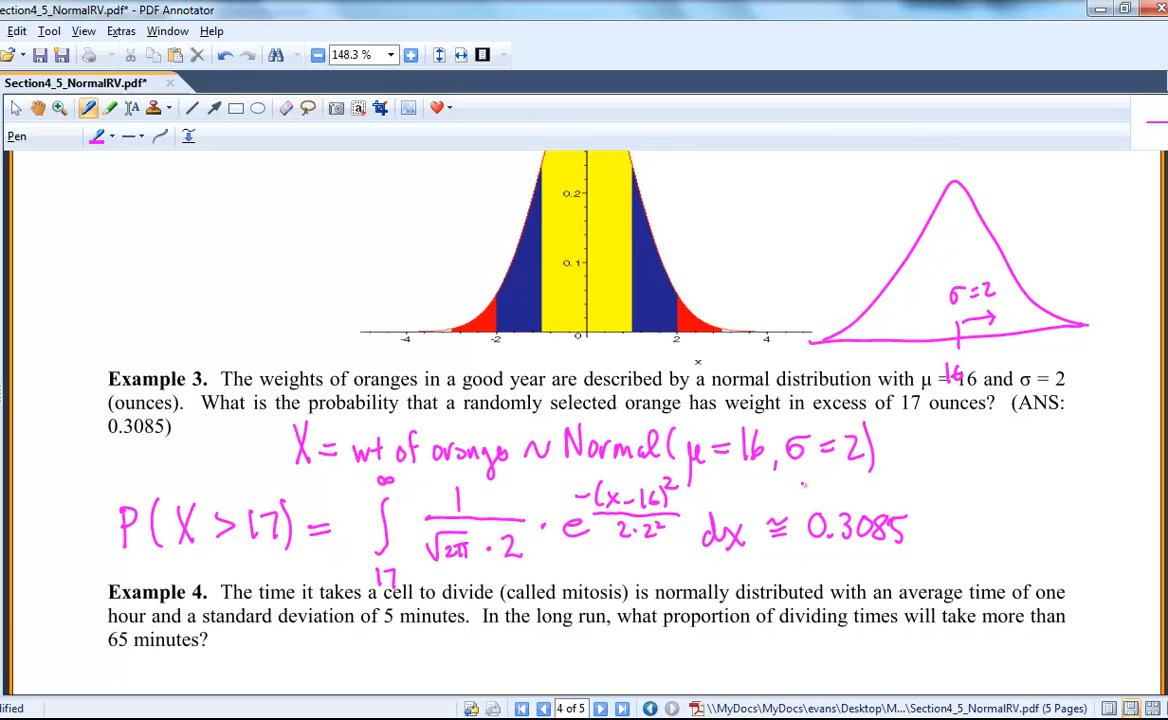 ection4_5_NormalRV.pdf* - PDF Annotator
Edit Tool View Extras Window Help
148.3 %
Section4_5_NormalRV.pdf*
Pen
0.2
0.1
-4 -2 0 2 4
x
σ = 2
16
Example 3. The weights of oranges in a good year are described by a normal distribution with μ = 16 and σ = 2
(ounces). What is the probability that a randomly selected orange has weight in excess of 17 ounces? (ANS:
0.3085)
X = wt of oranges ~ Normal(μ = 16, σ = 2)
P(X > 17) = ∫₁₇^∞ 1/(√2π · 2) · e^(-(x-16)²/(2·2²)) dx ≅ 0.3085
Example 4. The time it takes a cell to divide (called mitosis) is normally distributed with an average time of one
hour and a standard deviation of 5 minutes. In the long run, what proportion of dividing times will take more than
65 minutes?
ified
4 of 5
\\MyDocs\MyDocs\evans\Desktop\M...\Section4_5_NormalRV.pdf (5 Pages)